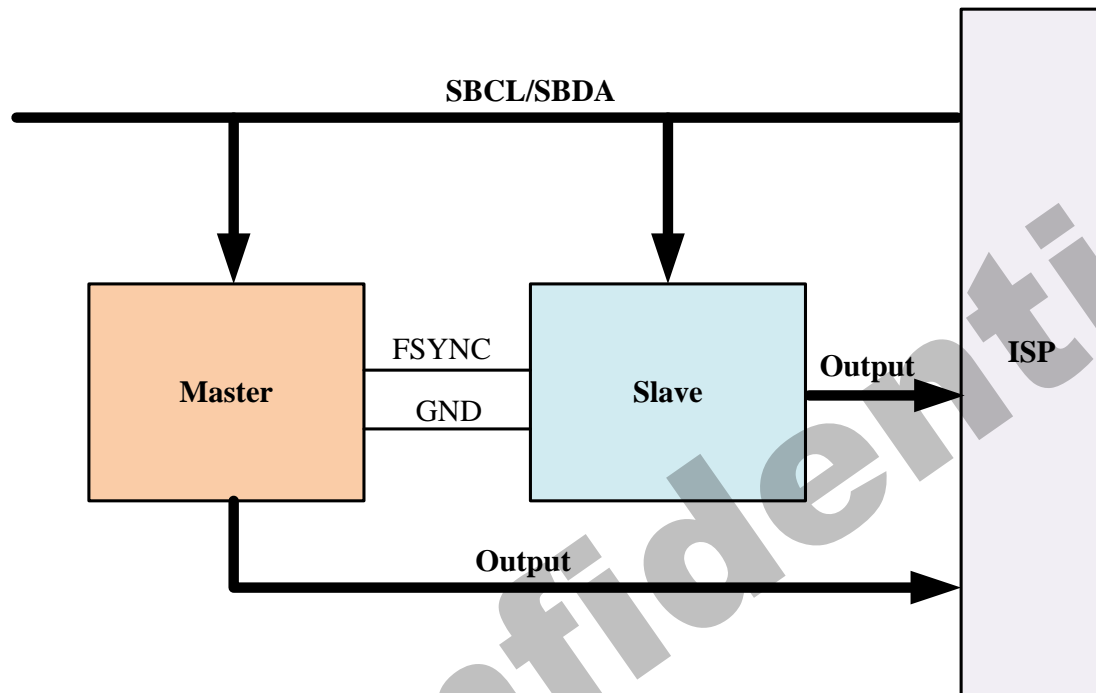 SBCL/SBDA
FSYNC
Master
GND
Slave
Output
ISP
Output